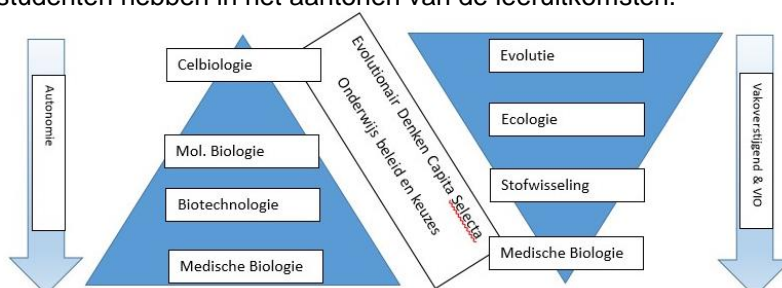 studenten hebben in het aantonen van de leeruitkomsten.
Autonomie
Celbiologie
Mol. Biologie
Biotechnologie
Medische Biologie
Evolutionair Denken Capita Selecta
Onderwijs beleid en keuzes
Evolutie
Ecologie
Stofwisseling
Medische Biologie
Vakoverstijgend & VIO